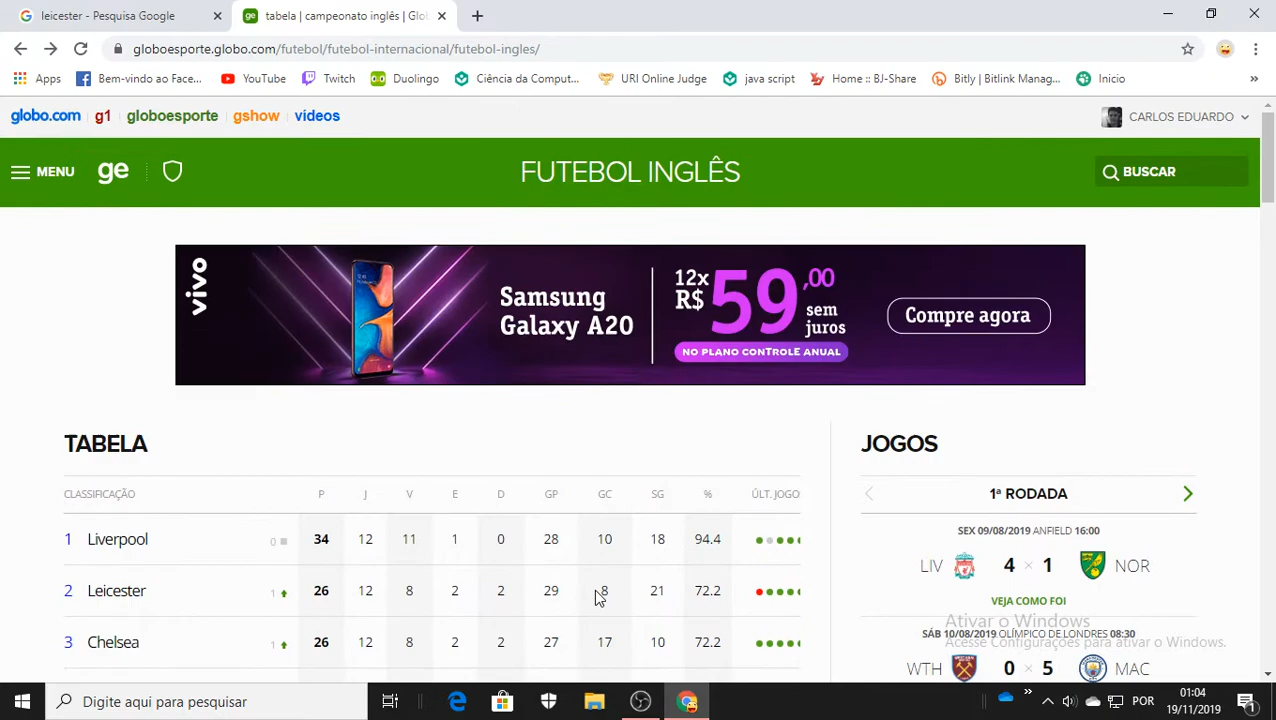 leicester - Pesquisa Google
tabela | campeonato inglês | Glo
globoesporte.globo.com/futebol/futebol-internacional/futebol-ingles/
Apps Bem-vindo ao Face... YouTube Twitch Duolingo Ciência da Comput... URI Online Judge java script Home :: BJ-Share Bitly | Bitlink Manag... Inicio »
globo.com g1 globoesporte gshow vídeos CARLOS EDUARDO
MENU ge FUTEBOL INGLÊS BUSCAR
vivo
Samsung
Galaxy A20
12x
R$ 59,00
sem
juros
NO PLANO CONTROLE ANUAL
Compre agora
TABELA
CLASSIFICAÇÃO P J V E D GP GC SG % ÚLT. JOGO
1 Liverpool 0 34 12 11 1 0 28 10 18 94.4
2 Leicester 1 26 12 8 2 2 29 8 21 72.2
3 Chelsea 1 26 12 8 2 2 27 17 10 72.2
JOGOS
1ª RODADA
SEX 09/08/2019 ANFIELD 16:00
LIV 4 × 1 NOR
VEJA COMO FOI
Ativar o Windows
SÁB 10/08/2019 OLÍMPICO DE LONDRES 08:30
Acesse Configurações para ativar o Windows.
WTH 0 × 5 MAC
Digite aqui para pesquisar
» POR
01:04
19/11/2019
1